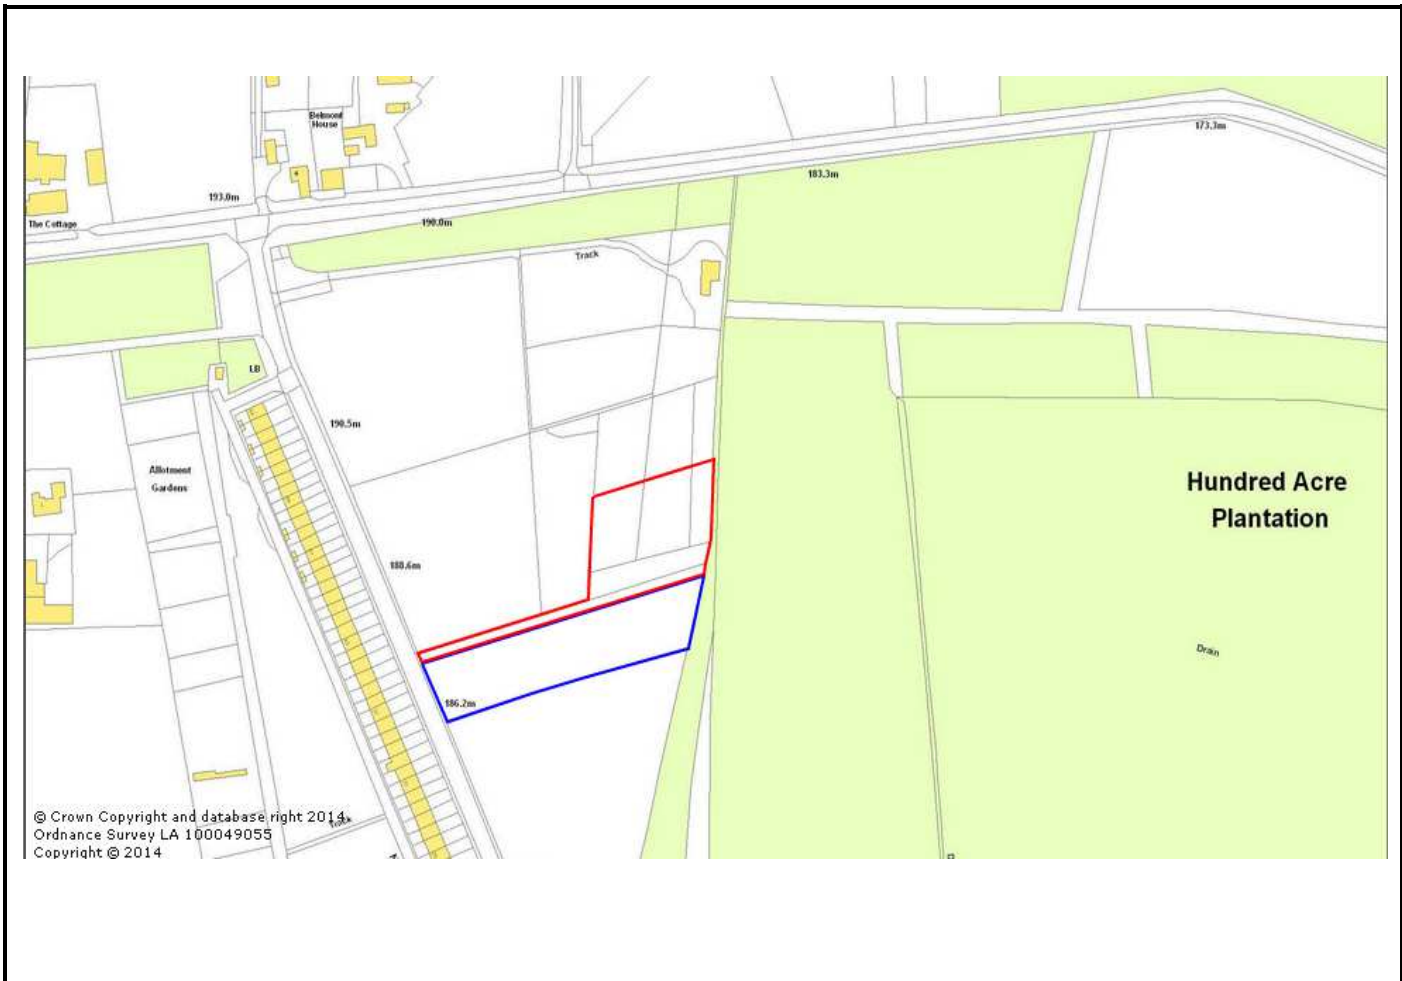 Belmont
House
173.3m
183.3m
193.0m
The Cottage
190.0m
Track
LB
190.5m
Allotment
Gardens
Hundred Acre
Plantation
188.6m
Drain
186.2m
© Crown Copyright and database right 2014.
Ordnance Survey LA 100049055
Copyright © 2014
Track